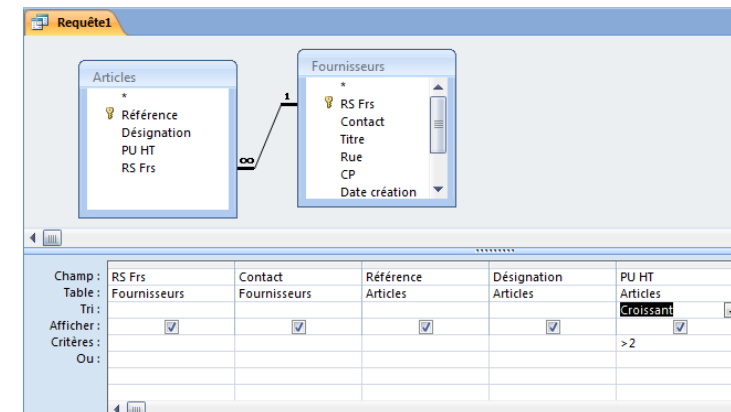 Requête1
Articles
*
Référence
Désignation
PU HT
RS Frs
1
∞
Fournisseurs
*
RS Frs
Contact
Titre
Rue
CP
Date création
Champ : RS Frs Contact Référence Désignation PU HT
Table : Fournisseurs Fournisseurs Articles Articles Articles
Tri : Croissant
Afficher :
Critères : >2
Ou :